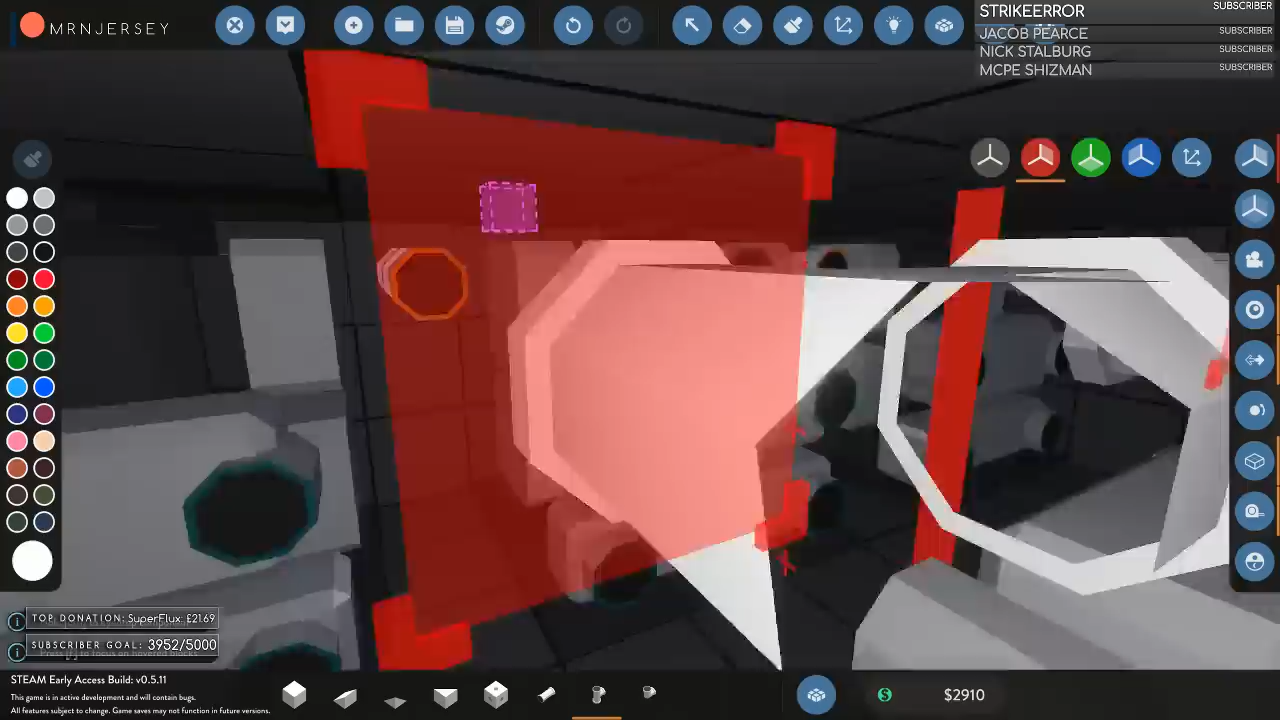 MRNJERSEY
STRIKEERROR SUBSCRIBER
JACOB PEARCE SUBSCRIBER
NICK STALBURG SUBSCRIBER
MCPE SHIZMAN SUBSCRIBER
TOP DONATION: SuperFlux: £21.69
SUBSCRIBER GOAL: 3952/5000
STEAM Early Access Build: v0.5.11
This game is in active development and will contain bugs.
All features subject to change. Game saves may not function in future versions.
$2910